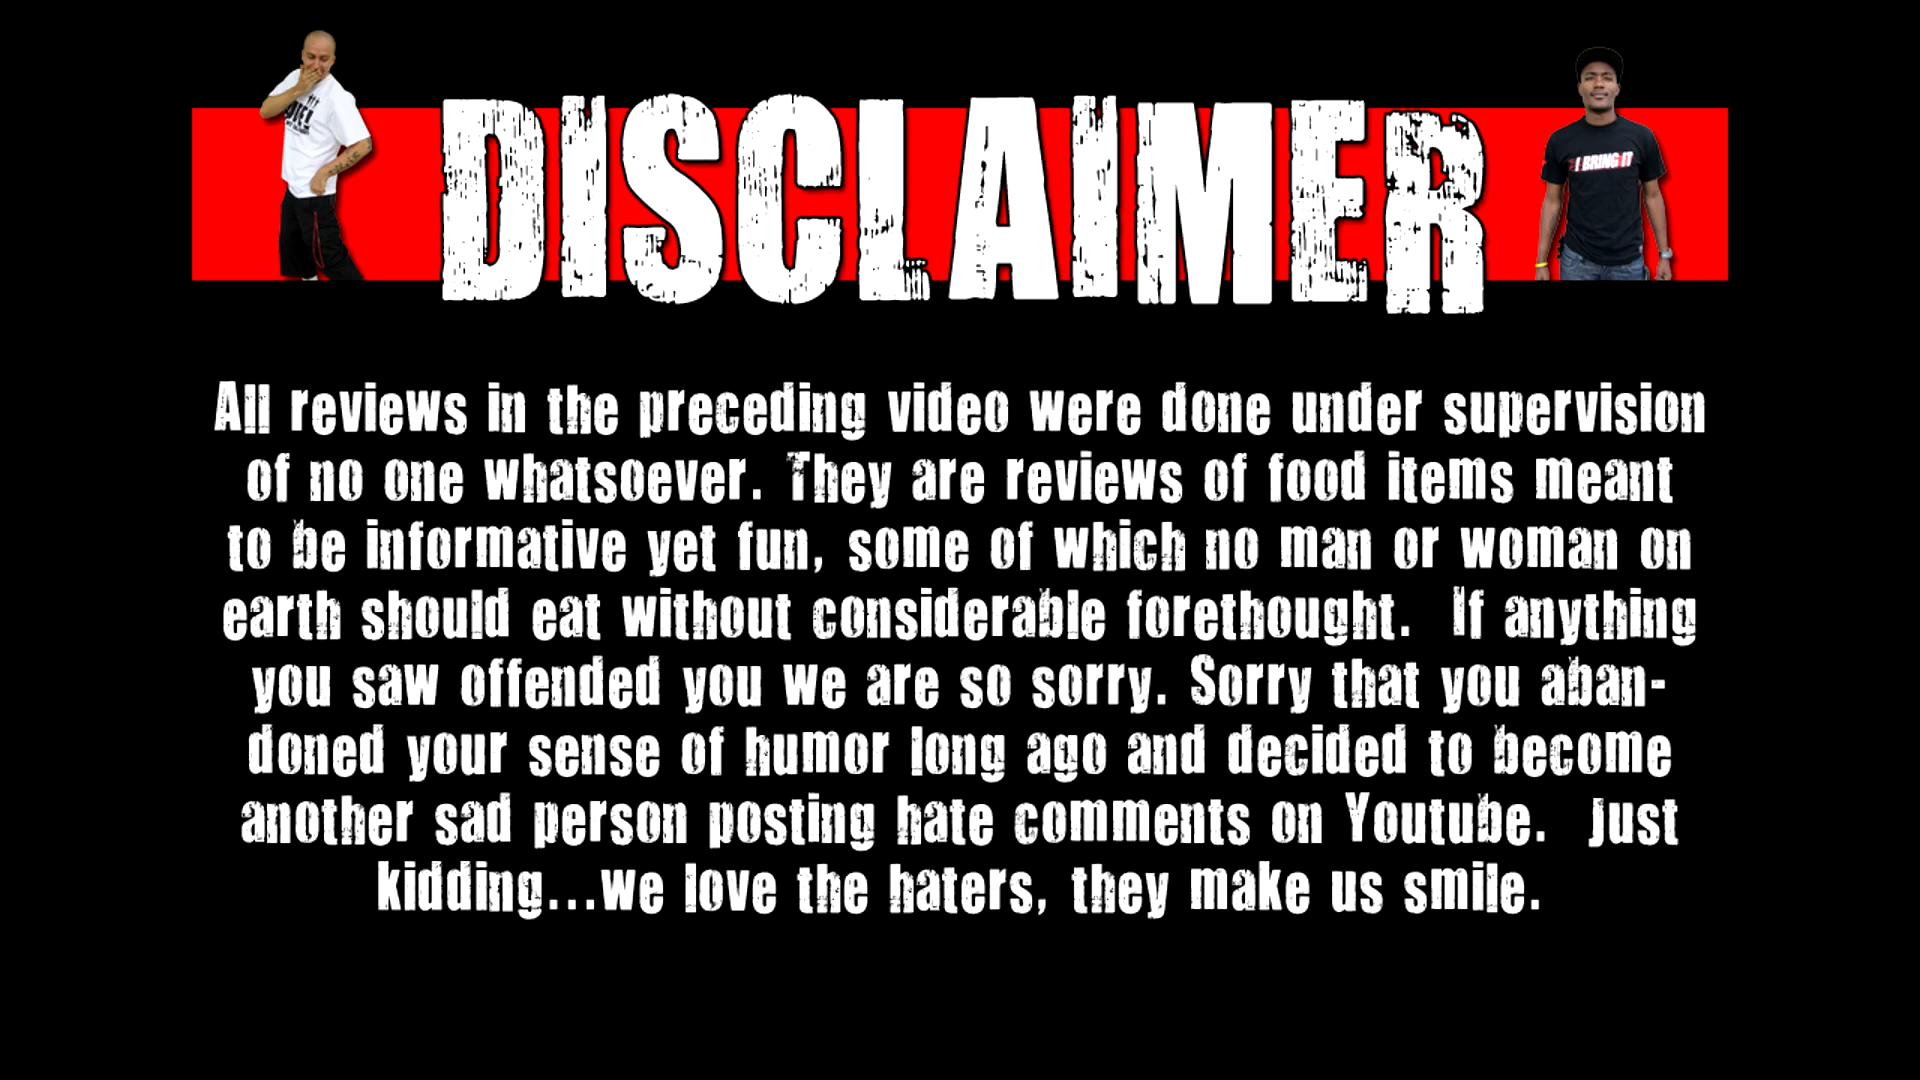 DISCLAIMER
I BRING IT
All reviews in the preceding video were done under supervision
of no one whatsoever. They are reviews of food items meant
to be informative yet fun, some of which no man or woman on
earth should eat without considerable forethought.  If anything
you saw offended you we are so sorry. Sorry that you aban-
doned your sense of humor long ago and decided to become
another sad person posting hate comments on Youtube.  Just
kidding...we love the haters, they make us smile.